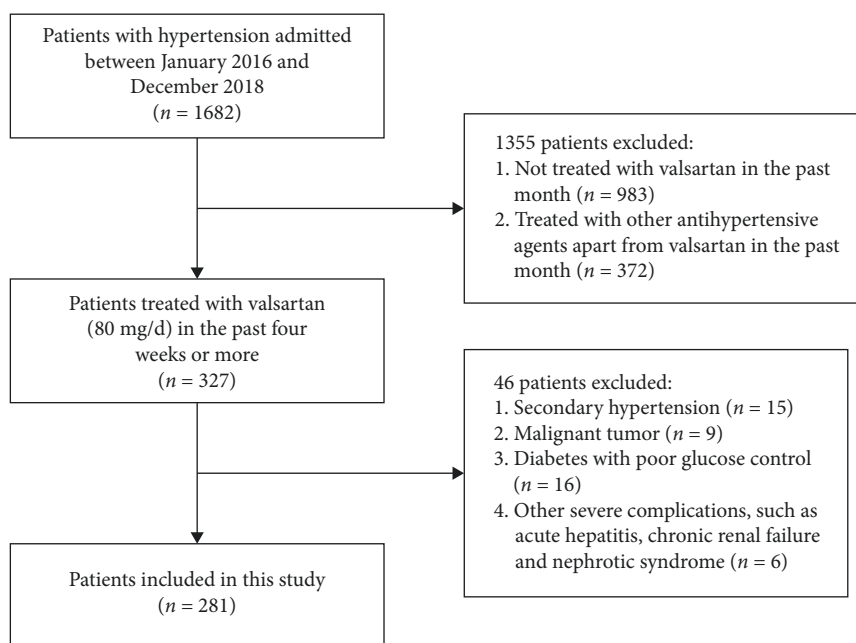 Patients with hypertension admitted
between January 2016 and
December 2018
(n = 1682)
1355 patients excluded:
1. Not treated with valsartan in the past
month (n = 983)
2. Treated with other antihypertensive
agents apart from valsartan in the past
month (n = 372)
Patients treated with valsartan
(80 mg/d) in the past four
weeks or more
(n = 327)
46 patients excluded:
1. Secondary hypertension (n = 15)
2. Malignant tumor (n = 9)
3. Diabetes with poor glucose control
(n = 16)
4. Other severe complications, such as
acute hepatitis, chronic renal failure
and nephrotic syndrome (n = 6)
Patients included in this study
(n = 281)